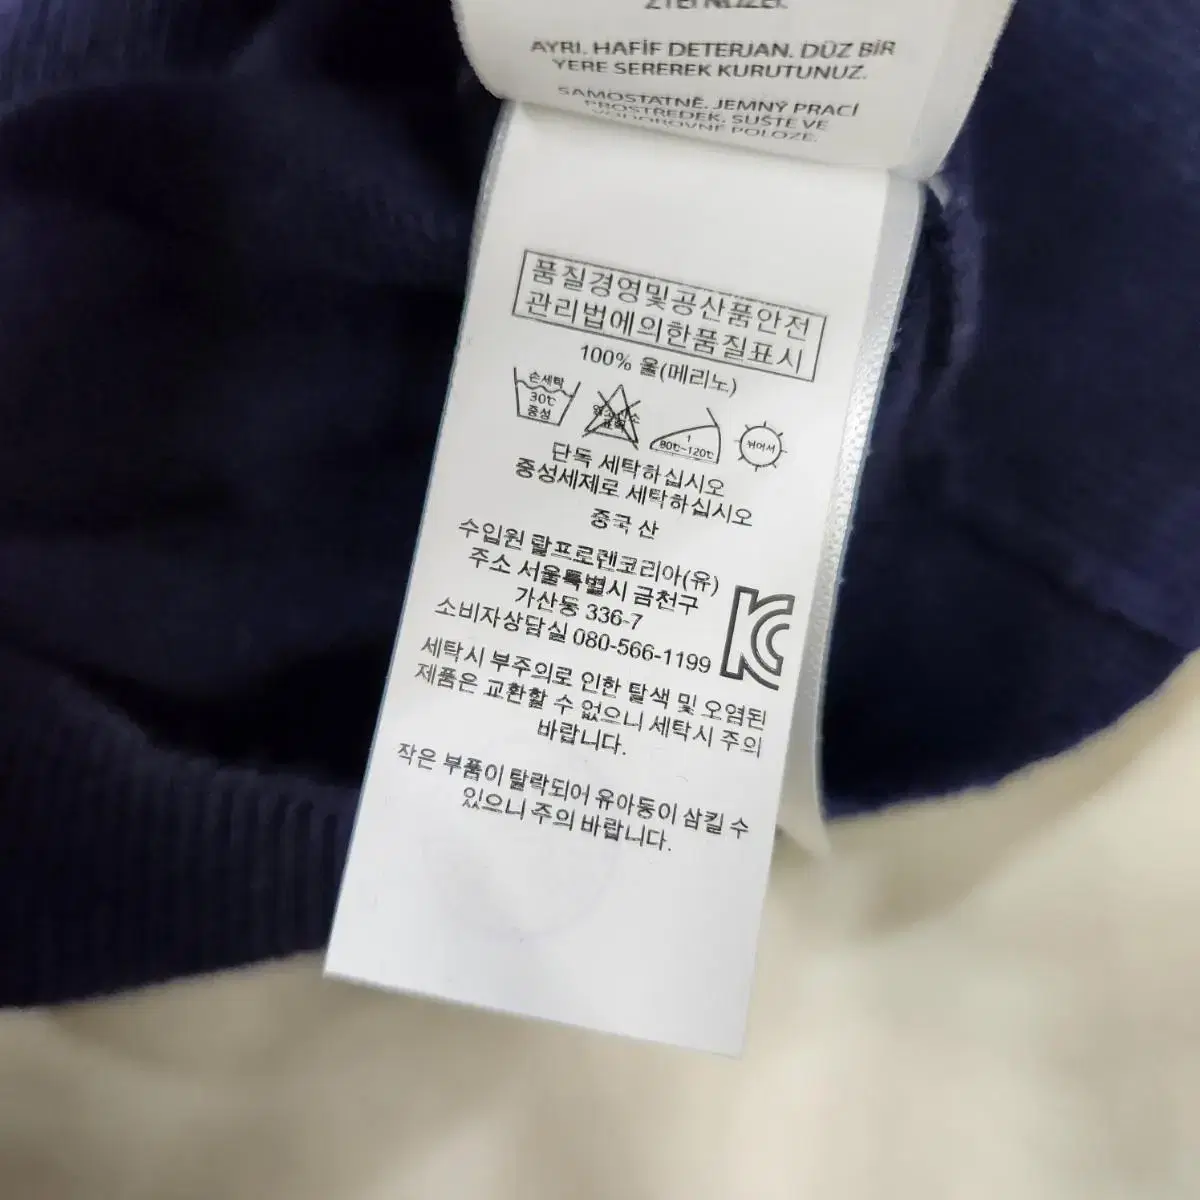 AYRI. HAFİF DETERJAN. DÜZ BİR
YERE SEREREK KURUTUNUZ.
SAMOSTATNĚ. JEMNÝ PRACÍ
PROSTŘEDEK. SUŠTE VE
VODOROVNÉ POLOZE.
품질경영및공산품안전
관리법에의한품질표시
100% 울(메리노)
손세탁
30℃
중성
1
80℃~120℃
뉘어서
단독 세탁하십시오
중성세제로 세탁하십시오
중국 산
수입원 랄프로렌코리아(유)
주소 서울특별시 금천구
가산동 336-7
소비자상담실 080-566-1199
세탁시 부주의로 인한 탈색 및 오염된
제품은 교환할 수 없으니 세탁시 주의
바랍니다.
작은 부품이 탈락되어 유아동이 삼킬 수
있으니 주의 바랍니다.